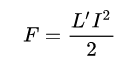 F = \frac{L'I^2}{2}